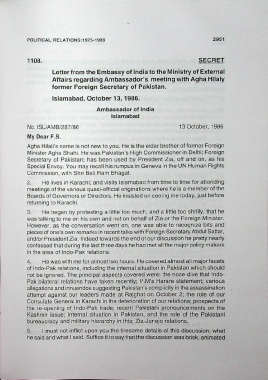 POLITICAL RELATIONS:1975-1988 2951
1108. SECRET
Letter from the Embassy of India to the Ministry of External
Affairs regarding Ambassador's meeting with Agha Hilaly
former Foreign Secretary of Pakistan.
Islamabad, October 13, 1986.
Ambassador of India
Islamabad
No. ISL/AMB/287/86 13 October, 1986
My Dear F.S.
Agha Hilali's name is not new to you. He is the elder brother of former Foreign
Minister Agha Shahi. He was Pakistan's High Commissioner in Delhi; Foreign
Secretary of Pakistan; has been used by President Zia, off and on, as his
Special Envoy. You may recall his rumpus in Geneva in the UN Human Rights
Commission, with Shri Bali Ram Bhagat.
2. He lives in Karachi; and visits Islamabad from time to time for attending
meetings of the various quasi-official organisations where he is a member of the
Boards of Governors or Directors. He insisted on seeing me today, just before
returning to Karachi.
3. He began by protesting a little too much, and a little too shrilly, that he
was talking to me on his own and not on behalf of Zia or the Foreign Minister.
However, as the conversation went on, one was able to recognize bits and
pieces of one's own remarks in recent talks with Foreign Secretary Abdul Sattar,
and/or President Zia. Indeed towards the end of our discussion he pretty nearly
confessed that during the last three days he had met all the major policy makers
in the area of Indo-Pak relations.
4. He was with me for almost two hours. He covered almost all major facets
of Indo-Pak relations, including the internal situation in Pakistan which should
not be ignored. The principal aspects covered were: the nose dive that Indo-
Pak bilateral relations have taken recently; P.M's Harare statement; various
allegations and innuendos suggesting Pakistan's complicity in the assassination
attempt against our leaders at Rajghat on October 2; the role of our
Consulate General in Karachi in the deterioration of our relations; prospects of
the re-opening of Indo-Pak trade; recent Pakistani pronouncements on the
Kashmir issue; internal situation in Pakistan, and the role of the Pakistani
bureaucracy and military hierarchy in this; Zia-Junejo relations.
5. I must not inflict upon you the tiresome details of this discussion; what
he said and what I said. Suffice it to say that the discussion was brisk, animated